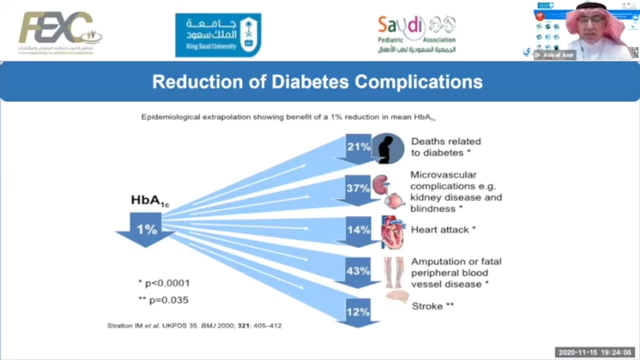 FEXC
جامعة
الملك سعود
King Saud University
Saudi
Pediatric Association
الجمعية السعودية لطب الأطفال
Reduction of Diabetes Complications
Epidemiological extrapolation showing benefit of a 1% reduction in mean HbA1c
HbA1c
1%
21%
Deaths related
to diabetes *
37%
Microvascular
complications e.g.
kidney disease and
blindness *
14%
Heart attack *
43%
Amputation or fatal
peripheral blood
vessel disease *
12%
Stroke **
* p<0.0001
** p=0.035
Stratton IM et al. UKPDS 35. BMJ 2000; 321: 405–412
2020-11-15 19:24:06